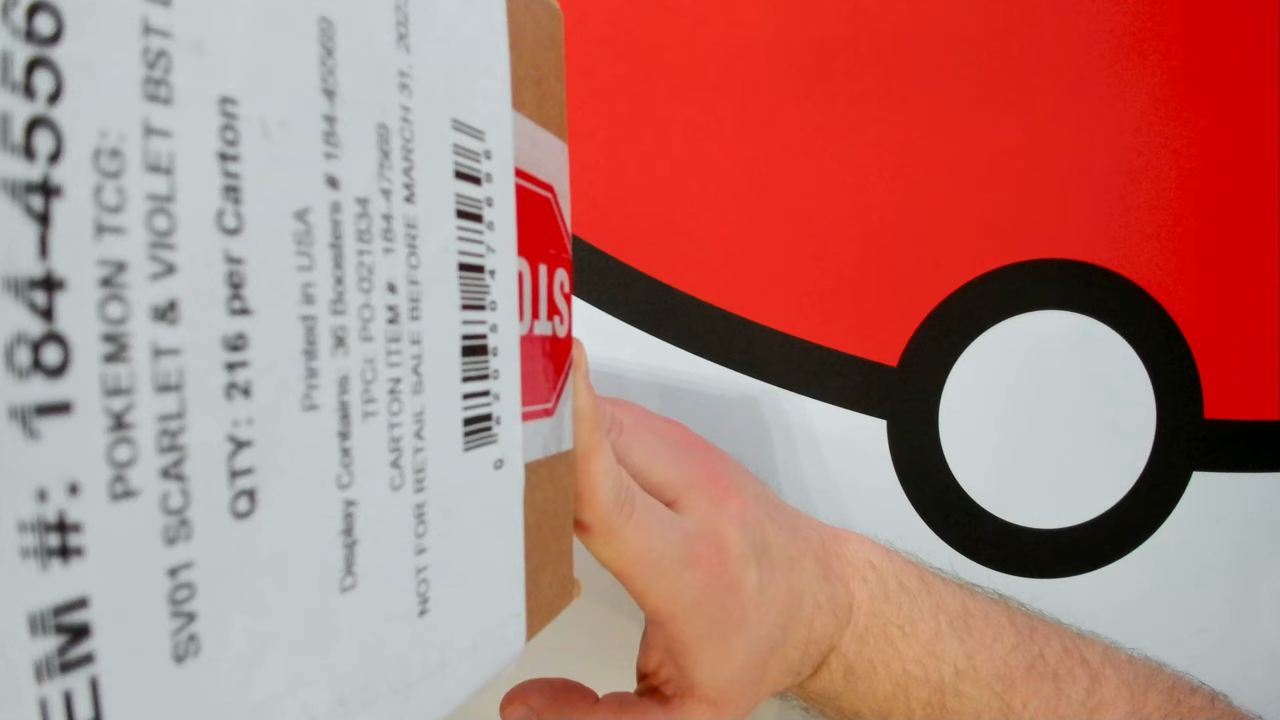 EM #: 184-4556
POKEMON TCG:
SV01 SCARLET & VIOLET BST
QTY: 216 per Carton
Printed in USA
Display Contains: 36 Boosters # 184-45569
TPCi PO-021834
CARTON ITEM # 184-47569
NOT FOR RETAIL SALE BEFORE MARCH 31, 202
STO